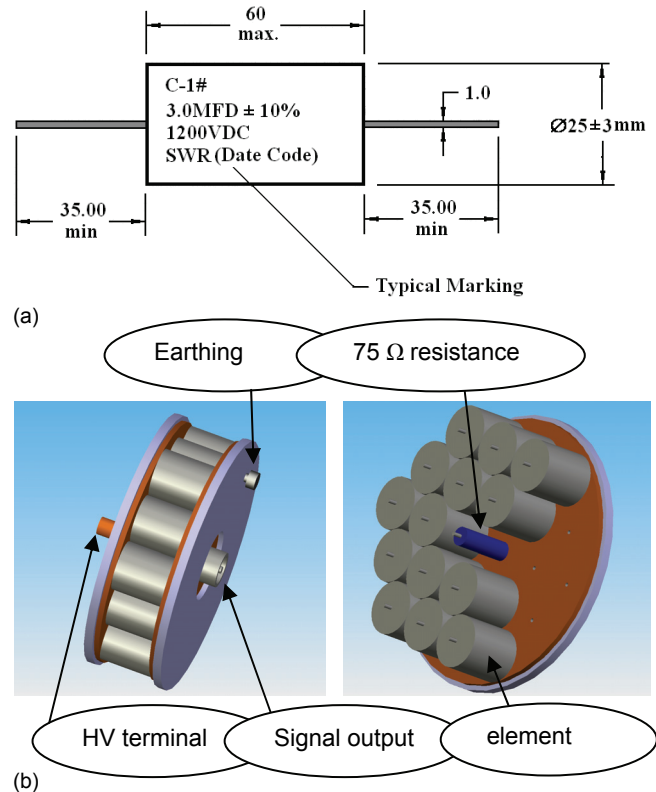 60
max.
C-1#
3.0MFD ± 10%
1200VDC
SWR (Date Code)
1.0
Ø25±3mm
35.00
min
35.00
min
Typical Marking
(a)
Earthing
75 Ω resistance
HV terminal
Signal output
element
(b)